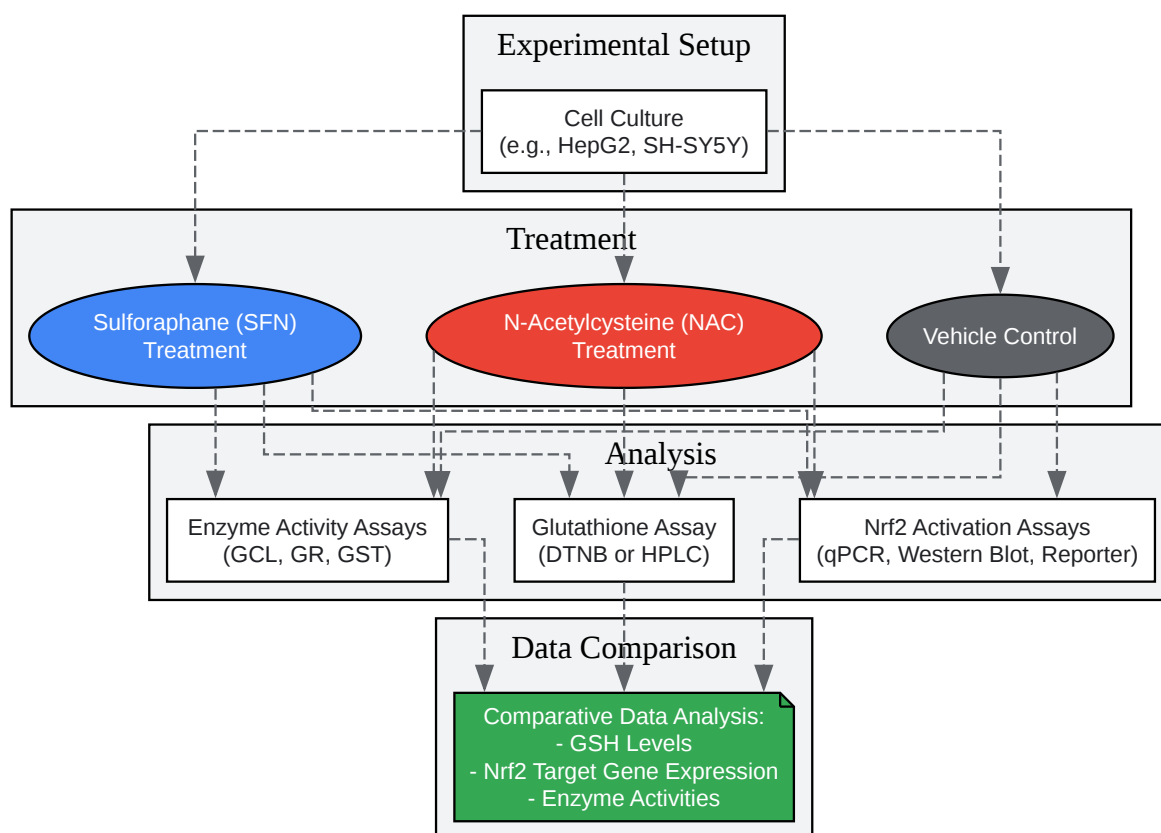 Experimental Setup
Cell Culture
(e.g., HepG2, SH-SY5Y)
Treatment
Sulforaphane (SFN)
Treatment
N-Acetylcysteine (NAC)
Treatment
Vehicle Control
Analysis
Enzyme Activity Assays
(GCL, GR, GST)
Glutathione Assay
(DTNB or HPLC)
Nrf2 Activation Assays
(qPCR, Western Blot, Reporter)
Data Comparison
Comparative Data Analysis:
- GSH Levels
- Nrf2 Target Gene Expression
- Enzyme Activities